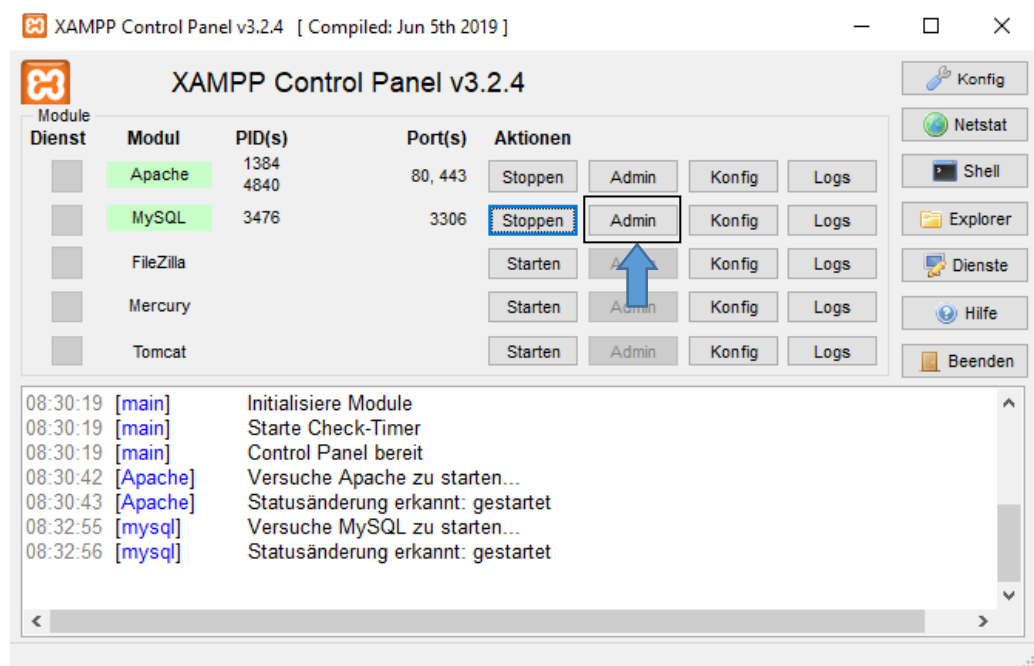 XAMPP Control Panel v3.2.4 [ Compiled: Jun 5th 2019 ]
XAMPP Control Panel v3.2.4
Konfig
Module
Dienst Modul PID(s) Port(s) Aktionen
Netstat
Apache 1384 4840 80, 443 Stoppen Admin Konfig Logs
Shell
MySQL 3476 3306 Stoppen Admin Konfig Logs
Explorer
FileZilla Starten Admin Konfig Logs
Dienste
Mercury Starten Admin Konfig Logs
Hilfe
Tomcat Starten Admin Konfig Logs
Beenden
08:30:19 [main] Initialisiere Module
08:30:19 [main] Starte Check-Timer
08:30:19 [main] Control Panel bereit
08:30:42 [Apache] Versuche Apache zu starten...
08:30:43 [Apache] Statusänderung erkannt: gestartet
08:32:55 [mysql] Versuche MySQL zu starten...
08:32:56 [mysql] Statusänderung erkannt: gestartet